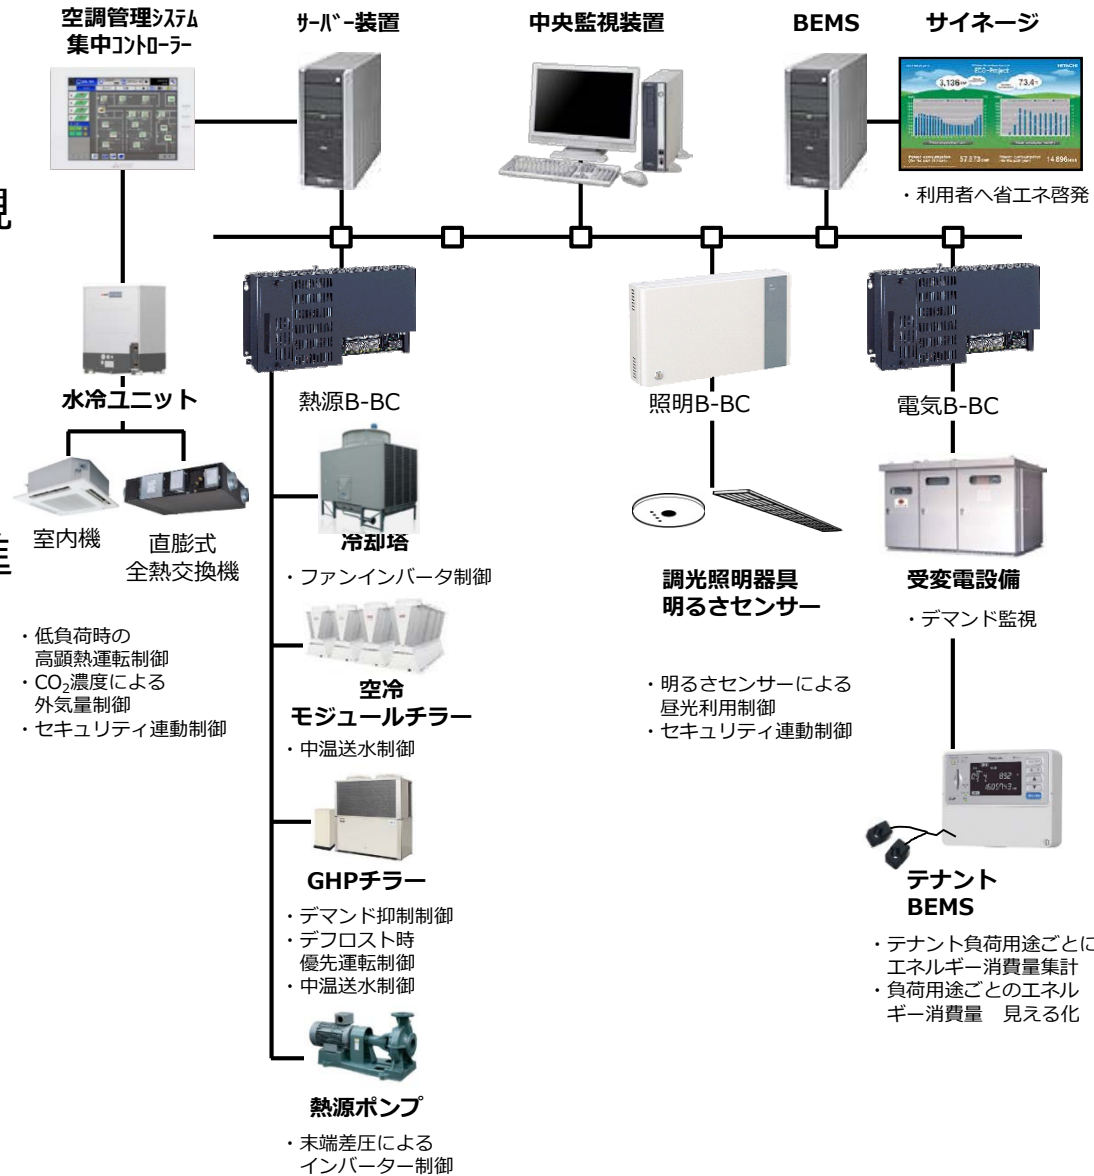 空調管理システム
集中コントローラー
サーバー装置
中央監視装置
BEMS
サイネージ
ECO-Project
HITACHI
3,136
73.4
57,873
14,896
・利用者へ省エネ啓発
視
水冷ユニット
熱源B-BC
照明B-BC
電気B-BC
室内機
直膨式
全熱交換機
冷却塔
・ファンインバータ制御
調光照明器具
明るさセンサー
受変電設備
・デマンド監視
・低負荷時の
高顕熱運転制御
・CO₂濃度による
外気量制御
・セキュリティ連動制御
空冷
モジュールチラー
・中温送水制御
・明るさセンサーによる
昼光利用制御
・セキュリティ連動制御
GHPチラー
・デマンド抑制制御
・デフロスト時
優先運転制御
・中温送水制御
テナント
BEMS
・テナント負荷用途ごとに
エネルギー消費量集計
・負荷用途ごとのエネル
ギー消費量　見える化
熱源ポンプ
・末端差圧による
インバーター制御